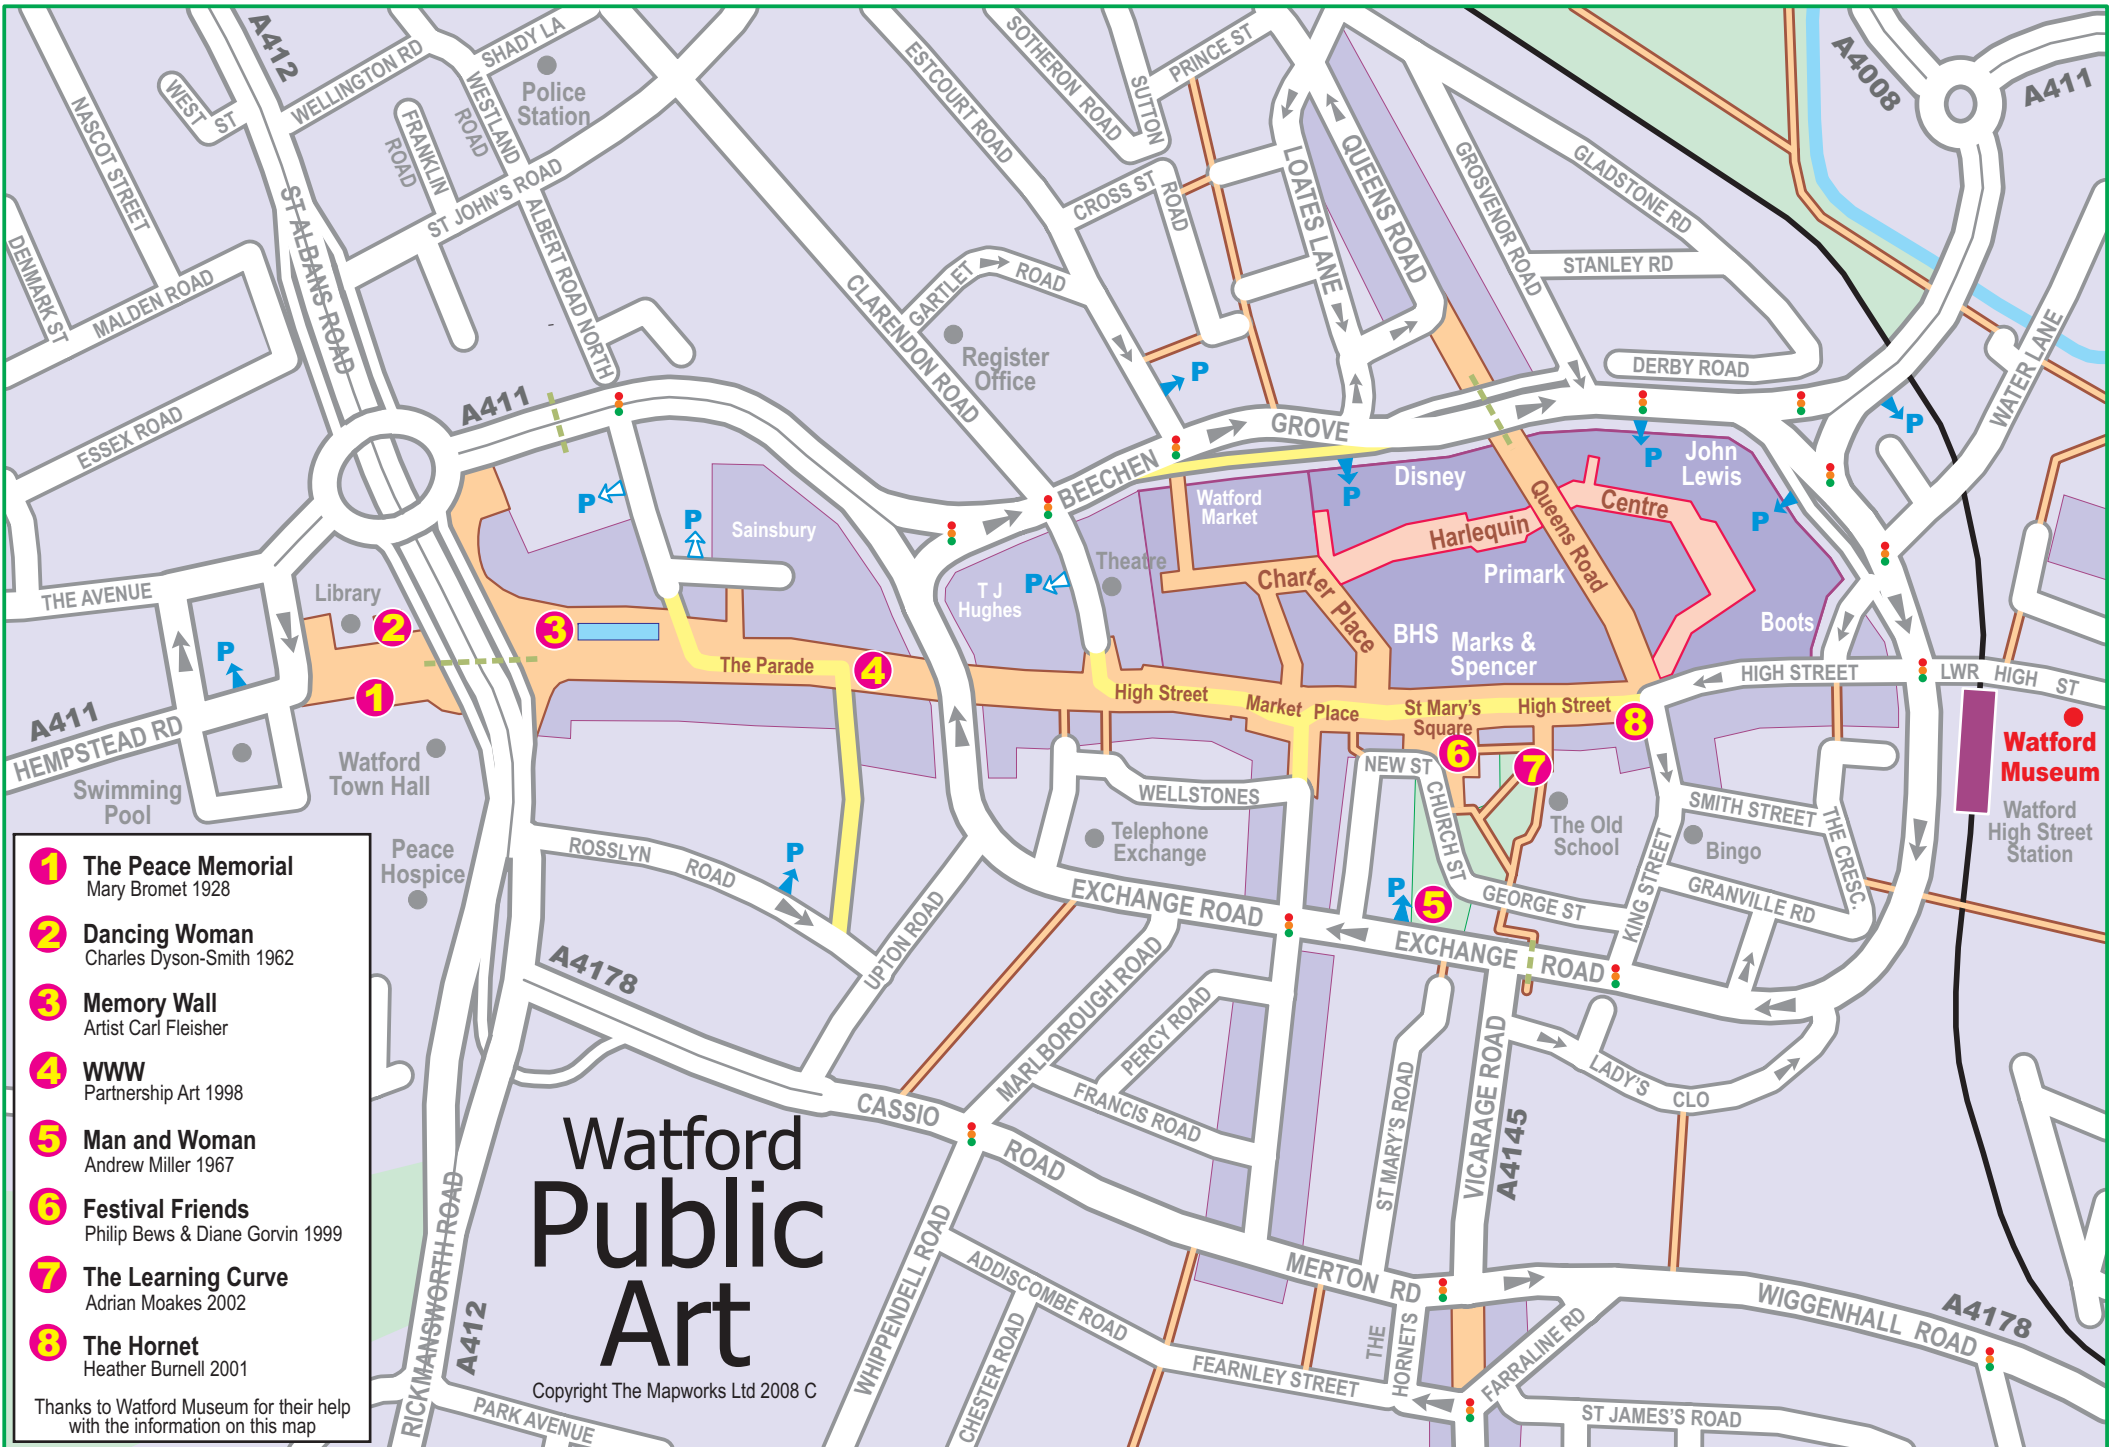 A412
WEST ST
WELLINGTON RD
SHADY LA
Police
Station
WESTLAND
ROAD
FRANKLIN
ROAD
NASCOT STREET
DENMARK ST
MALDEN ROAD
ESSEX ROAD
ST ALBANS ROAD
ST JOHN'S ROAD
ALBERT ROAD NORTH
A411
CLARENDON ROAD
ESTCOURT ROAD
SOTHERON ROAD
SUTTON
ROAD
PRINCE ST
CROSS ST
GARTLET ROAD
Register
Office
LOATES LANE
QUEENS ROAD
GROSVENOR ROAD
GLADSTONE RD
STANLEY RD
DERBY ROAD
A4008
A411
WATER LANE
BEECHEN GROVE
P
P
P
P
P
P
P
P
P
P
P
P
Sainsbury
T J
Hughes
Theatre
Watford
Market
Disney
John
Lewis
Harlequin Centre
Queens Road
Charter Place
Primark
BHS
Marks &
Spencer
Boots
THE AVENUE
Library
A411
HEMPSTEAD RD
Swimming
Pool
Watford
Town Hall
Peace
Hospice
The Parade
High Street
Market Place
St Mary's
Square
High Street
HIGH STREET
LWR HIGH ST
Watford
Museum
Watford
High Street
Station
1
2
3
4
5
6
7
8
NEW ST
CHURCH ST
WELLSTONES
Telephone
Exchange
The Old
School
Bingo
SMITH STREET
THE CRESC.
GRANVILLE RD
KING STREET
GEORGE ST
EXCHANGE ROAD
EXCHANGE ROAD
ROSSLYN ROAD
UPTON ROAD
A4178
CASSIO ROAD
MARLBOROUGH ROAD
PERCY ROAD
FRANCIS ROAD
ST MARY'S ROAD
VICARAGE ROAD
A4145
LADY'S CLO
MERTON RD
WIGGENHALL ROAD
A4178
THE HORNETS
FARRALINE RD
ST JAMES'S ROAD
FEARNLEY STREET
ADDISCOMBE ROAD
CHESTER ROAD
WHIPPENDELL ROAD
RICKMANSWORTH ROAD
A412
PARK AVENUE
1 The Peace Memorial
Mary Bromet 1928
2 Dancing Woman
Charles Dyson-Smith 1962
3 Memory Wall
Artist Carl Fleisher
4 WWW
Partnership Art 1998
5 Man and Woman
Andrew Miller 1967
6 Festival Friends
Philip Bews & Diane Gorvin 1999
7 The Learning Curve
Adrian Moakes 2002
8 The Hornet
Heather Burnell 2001
Thanks to Watford Museum for their help
with the information on this map
Watford
Public
Art
Copyright The Mapworks Ltd 2008 C